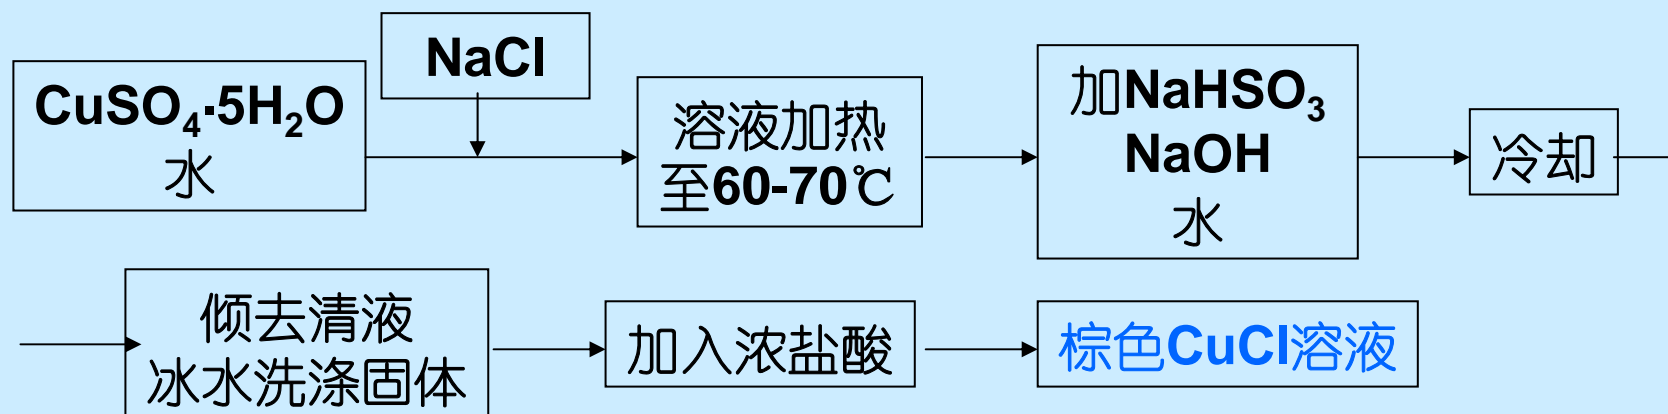 CuSO₄·5H₂O
水
NaCl
溶液加热
至60-70℃
加NaHSO₃
NaOH
水
冷却
倾去清液
冰水洗涤固体
加入浓盐酸
棕色CuCl溶液